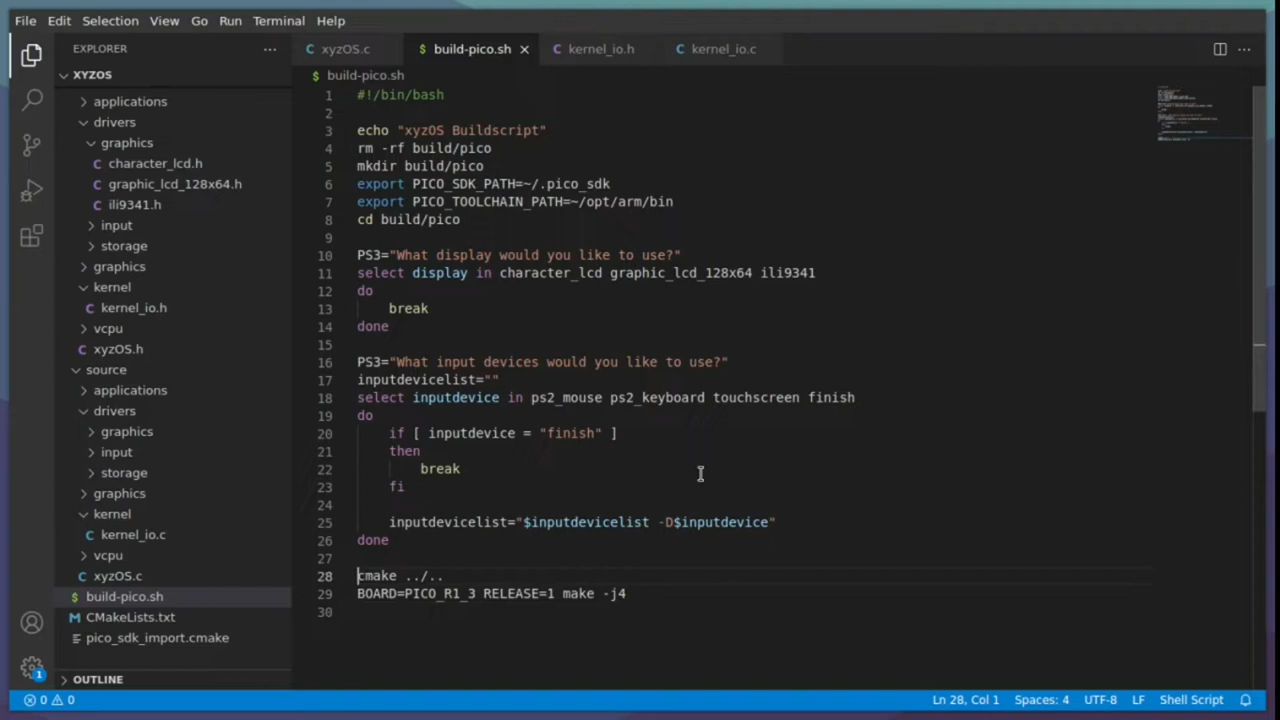 File Edit Selection View Go Run Terminal Help
EXPLORER ...
XYZOS
applications
drivers
graphics
C character_lcd.h
C graphic_lcd_128x64.h
C ili9341.h
input
storage
graphics
kernel
C kernel_io.h
vcpu
C xyzOS.h
source
applications
drivers
graphics
input
storage
graphics
kernel
C kernel_io.c
vcpu
C xyzOS.c
$ build-pico.sh
M CMakeLists.txt
pico_sdk_import.cmake
OUTLINE
1
C xyzOS.c $ build-pico.sh × C kernel_io.h C kernel_io.c ...
$ build-pico.sh
1 #!/bin/bash
2
3 echo "xyzOS Buildscript"
4 rm -rf build/pico
5 mkdir build/pico
6 export PICO_SDK_PATH=~/.pico_sdk
7 export PICO_TOOLCHAIN_PATH=~/opt/arm/bin
8 cd build/pico
9
10 PS3="What display would you like to use?"
11 select display in character_lcd graphic_lcd_128x64 ili9341
12 do
13 break
14 done
15
16 PS3="What input devices would you like to use?"
17 inputdevicelist=""
18 select inputdevice in ps2_mouse ps2_keyboard touchscreen finish
19 do
20 if [ inputdevice = "finish" ]
21 then
22 break
23 fi
24
25 inputdevicelist="$inputdevicelist -D$inputdevice"
26 done
27
28 cmake ../..
29 BOARD=PICO_R1_3 RELEASE=1 make -j4
30
0 0 Ln 28, Col 1 Spaces: 4 UTF-8 LF Shell Script